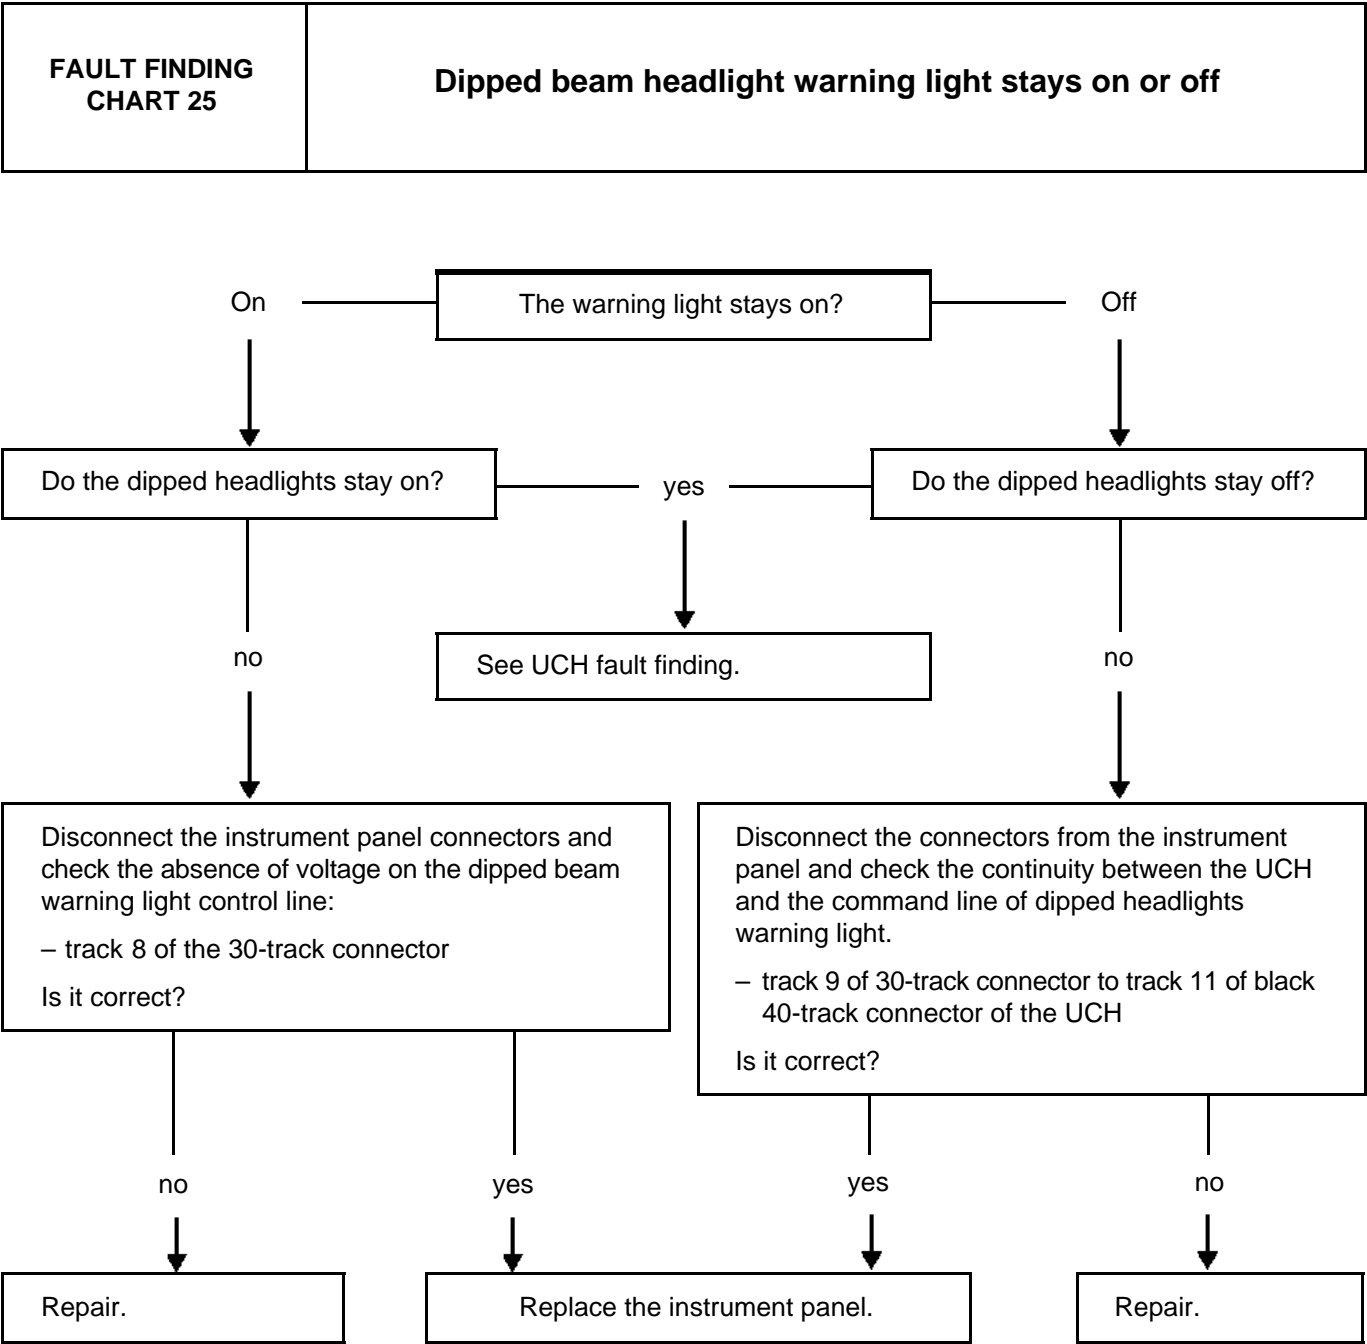 FAULT FINDING
CHART 25
Dipped beam headlight warning light stays on or off
On
The warning light stays on?
Off
Do the dipped headlights stay on?
yes
Do the dipped headlights stay off?
no
See UCH fault finding.
no
Disconnect the instrument panel connectors and
check the absence of voltage on the dipped beam
warning light control line:
– track 8 of the 30-track connector
Is it correct?
Disconnect the connectors from the instrument
panel and check the continuity between the UCH
and the command line of dipped headlights
warning light.
– track 9 of 30-track connector to track 11 of black
40-track connector of the UCH
Is it correct?
no
yes
yes
no
Repair.
Replace the instrument panel.
Repair.